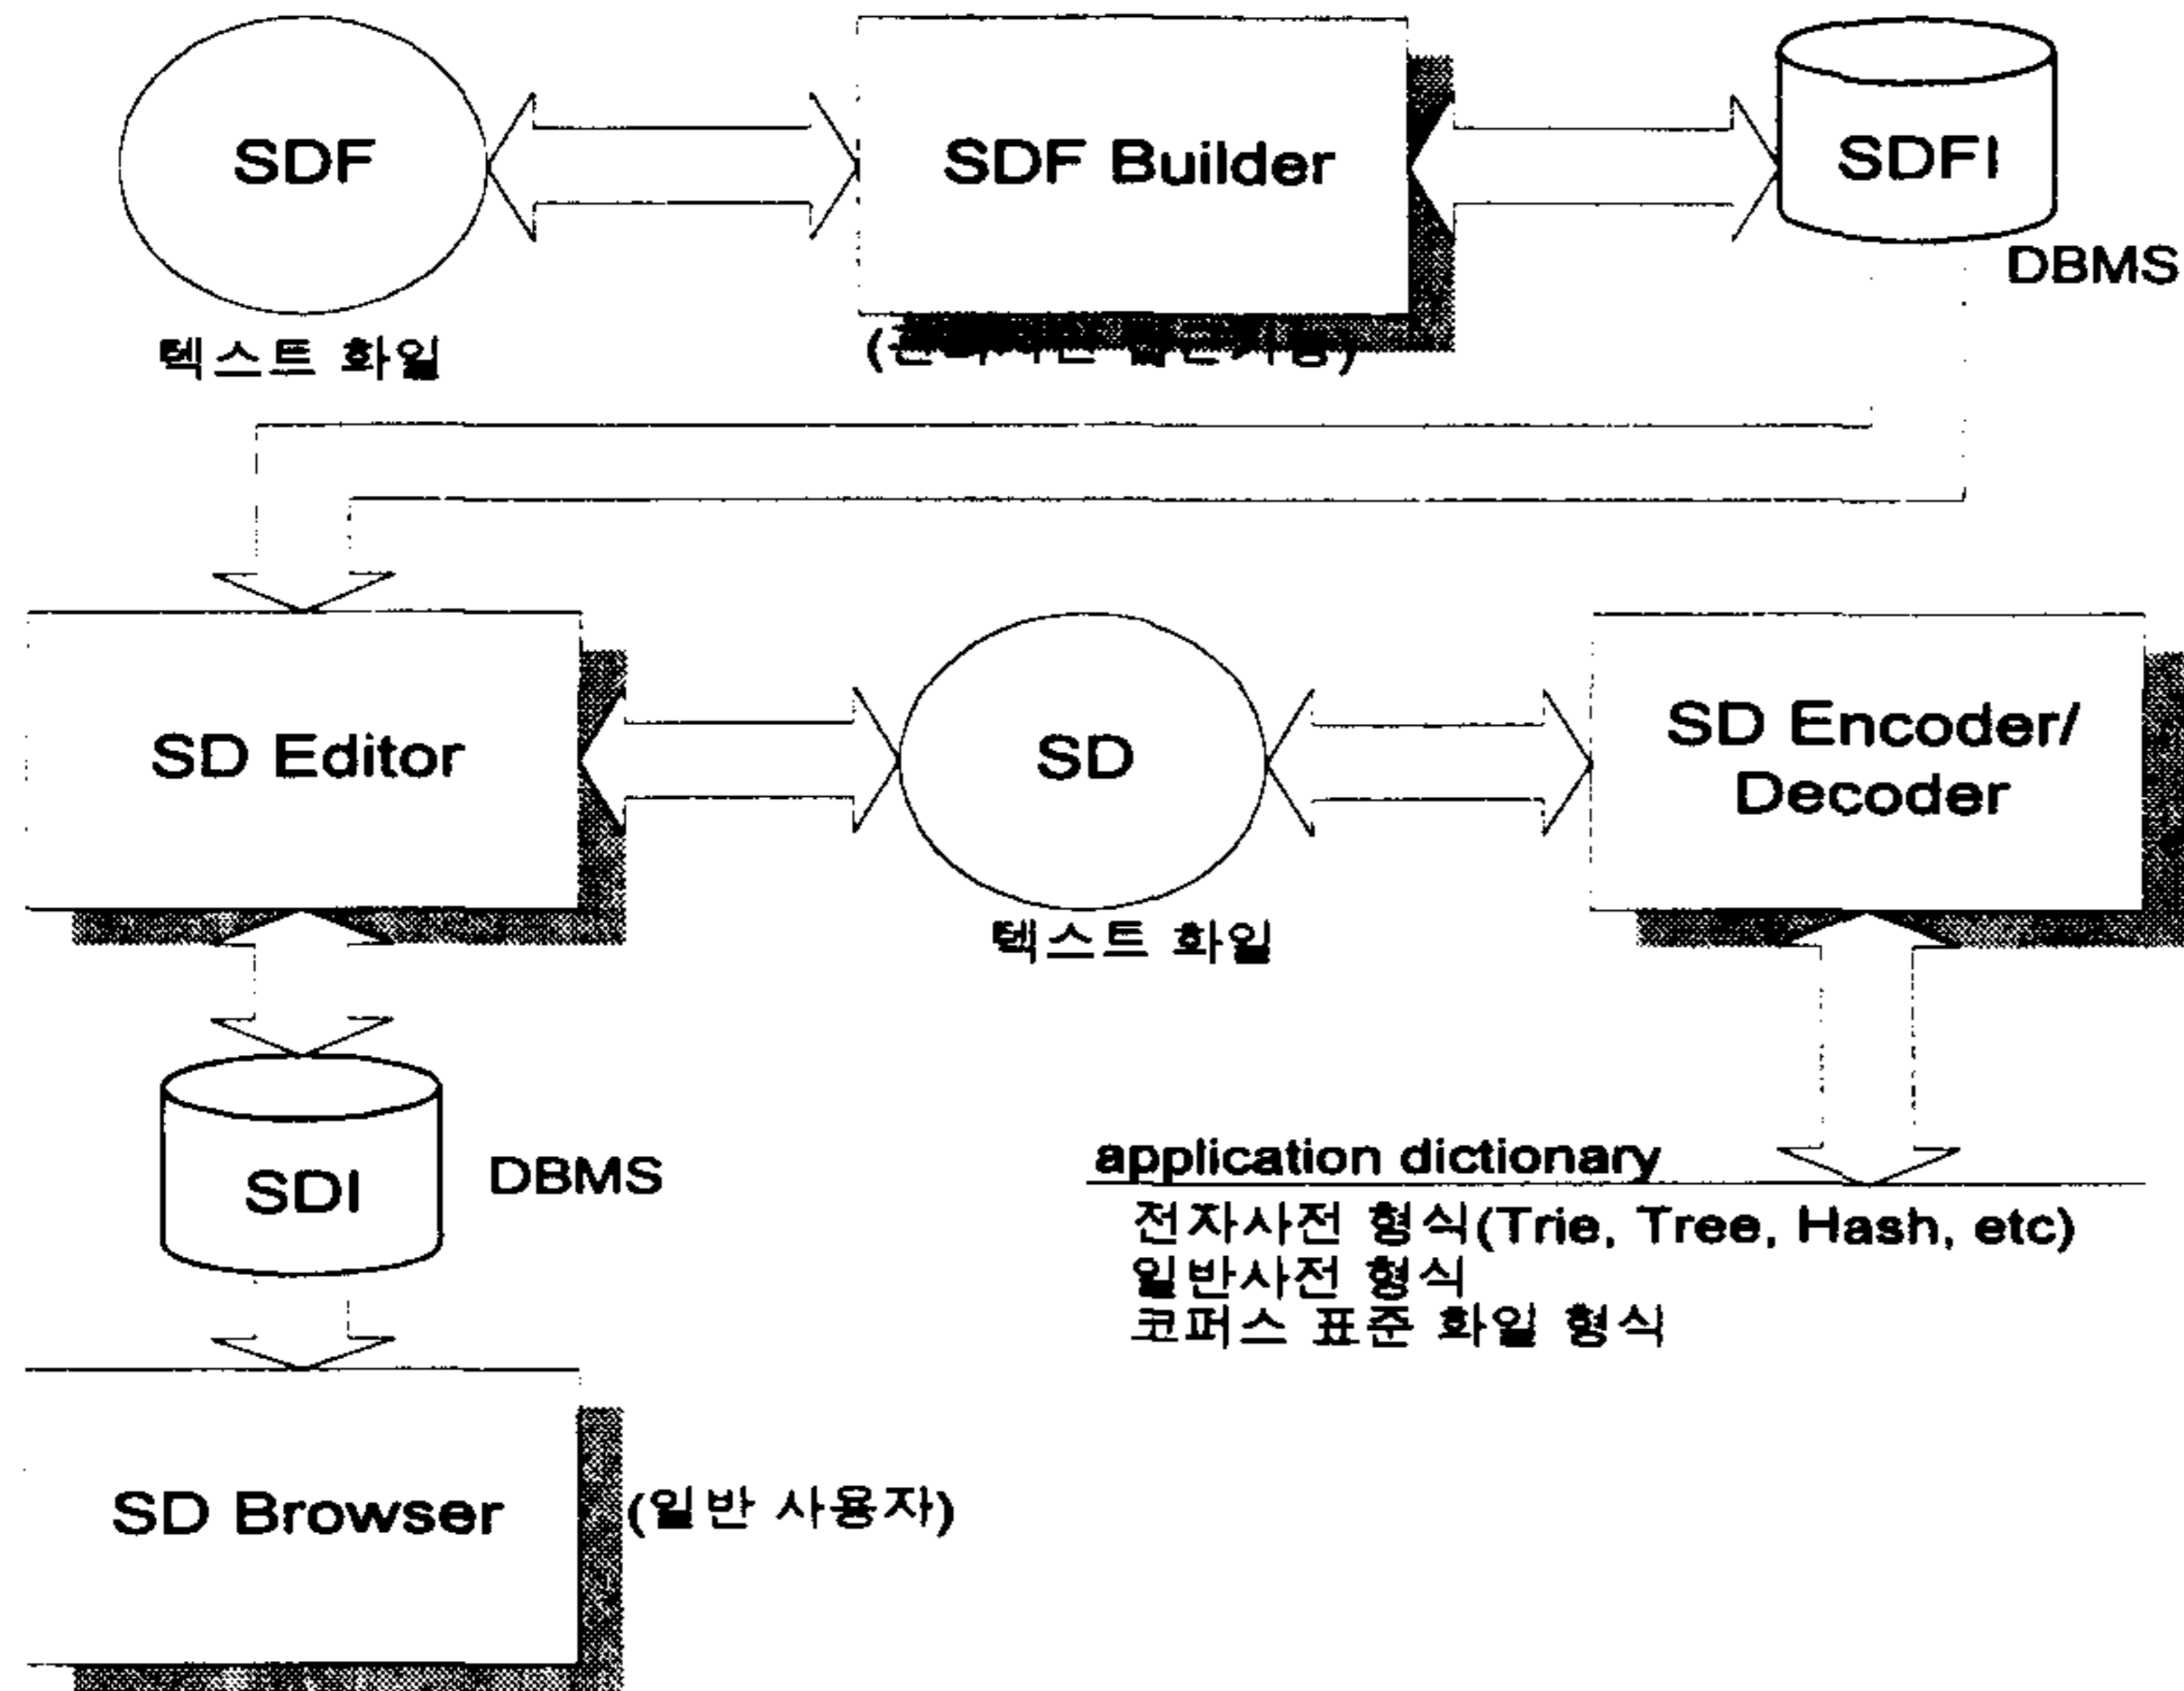 SDF
SDF Builder
SDFI
DBMS
텍스트 화일
SD Editor
SD
SD Encoder/
Decoder
텍스트 화일
SDI
DBMS
application dictionary
전자사전 형식(Trie, Tree, Hash, etc)
일반사전 형식
코퍼스 표준 화일 형식
SD Browser
(일반 사용자)